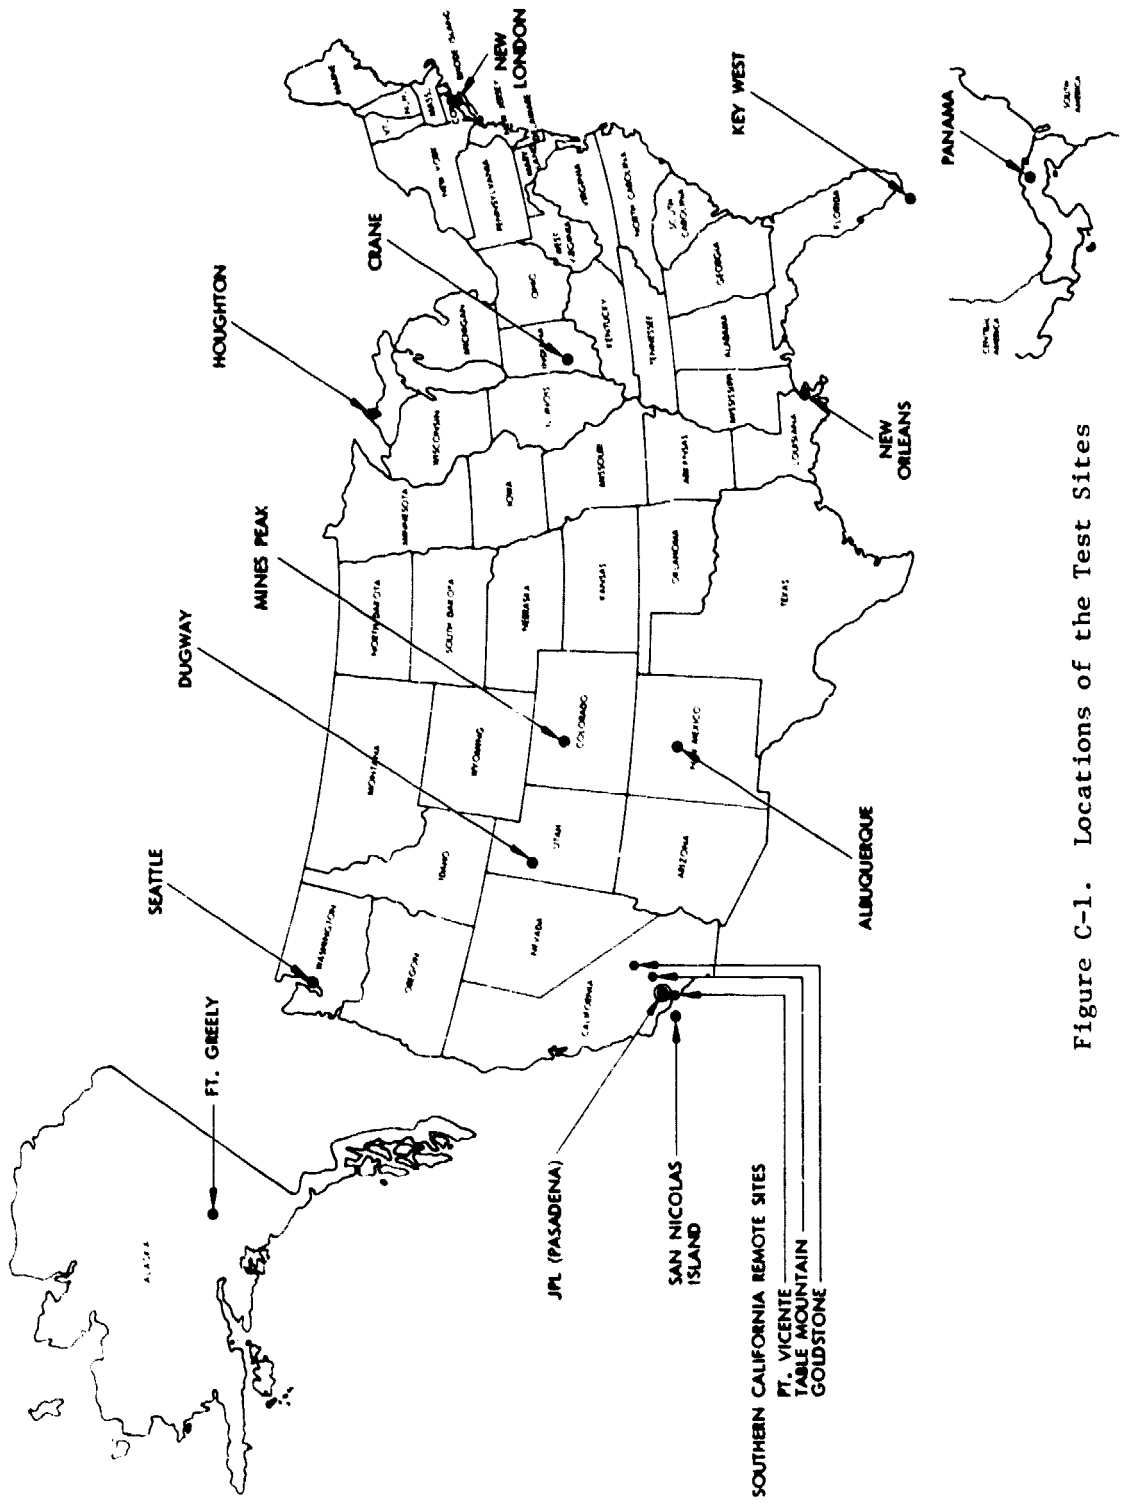 ALASKA
FT. GREELY
SEATTLE
DUGWAY
MINES PEAK
HOUGHTON
CRANE
NEW
LONDON
KEY WEST
PANAMA
NEW
ORLEANS
ALBUQUERQUE
JPL (PASADENA)
SAN NICOLAS
ISLAND
SOUTHERN CALIFORNIA REMOTE SITES
PT. VICENTE
TABLE MOUNTAIN
GOLDSTONE
WASHINGTON
OREGON
CALIFORNIA
NEVADA
IDAHO
MONTANA
WYOMING
UTAH
COLORADO
ARIZONA
NEW MEXICO
NORTH DAKOTA
SOUTH DAKOTA
NEBRASKA
KANSAS
OKLAHOMA
TEXAS
MINNESOTA
IOWA
MISSOURI
ARKANSAS
LOUISIANA
WISCONSIN
ILLINOIS
MICHIGAN
INDIANA
OHIO
KENTUCKY
TENNESSEE
MISSISSIPPI
ALABAMA
GEORGIA
FLORIDA
SOUTH
CAROLINA
NORTH CAROLINA
VIRGINIA
WEST
VIRGINIA
PENNSYLVANIA
NEW YORK
VT.
N.H.
MAINE
MASS.
RHODE ISLAND
CENTRAL
AMERICA
SOUTH
AMERICA
Figure C-1. Locations of the Test Sites